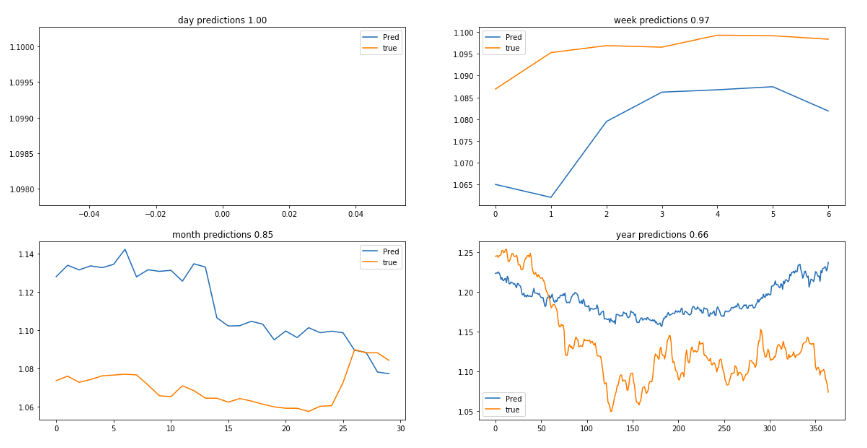 day predictions 1.00
1.1000
1.0995
1.0990
1.0985
1.0980
−0.04 −0.02 0.00 0.02 0.04
Pred
true
week predictions 0.97
1.100
1.095
1.090
1.085
1.080
1.075
1.070
1.065
0 1 2 3 4 5 6
Pred
true
month predictions 0.85
1.14
1.12
1.10
1.08
1.06
0 5 10 15 20 25 30
Pred
true
year predictions 0.66
1.25
1.20
1.15
1.10
1.05
0 50 100 150 200 250 300 350
Pred
true